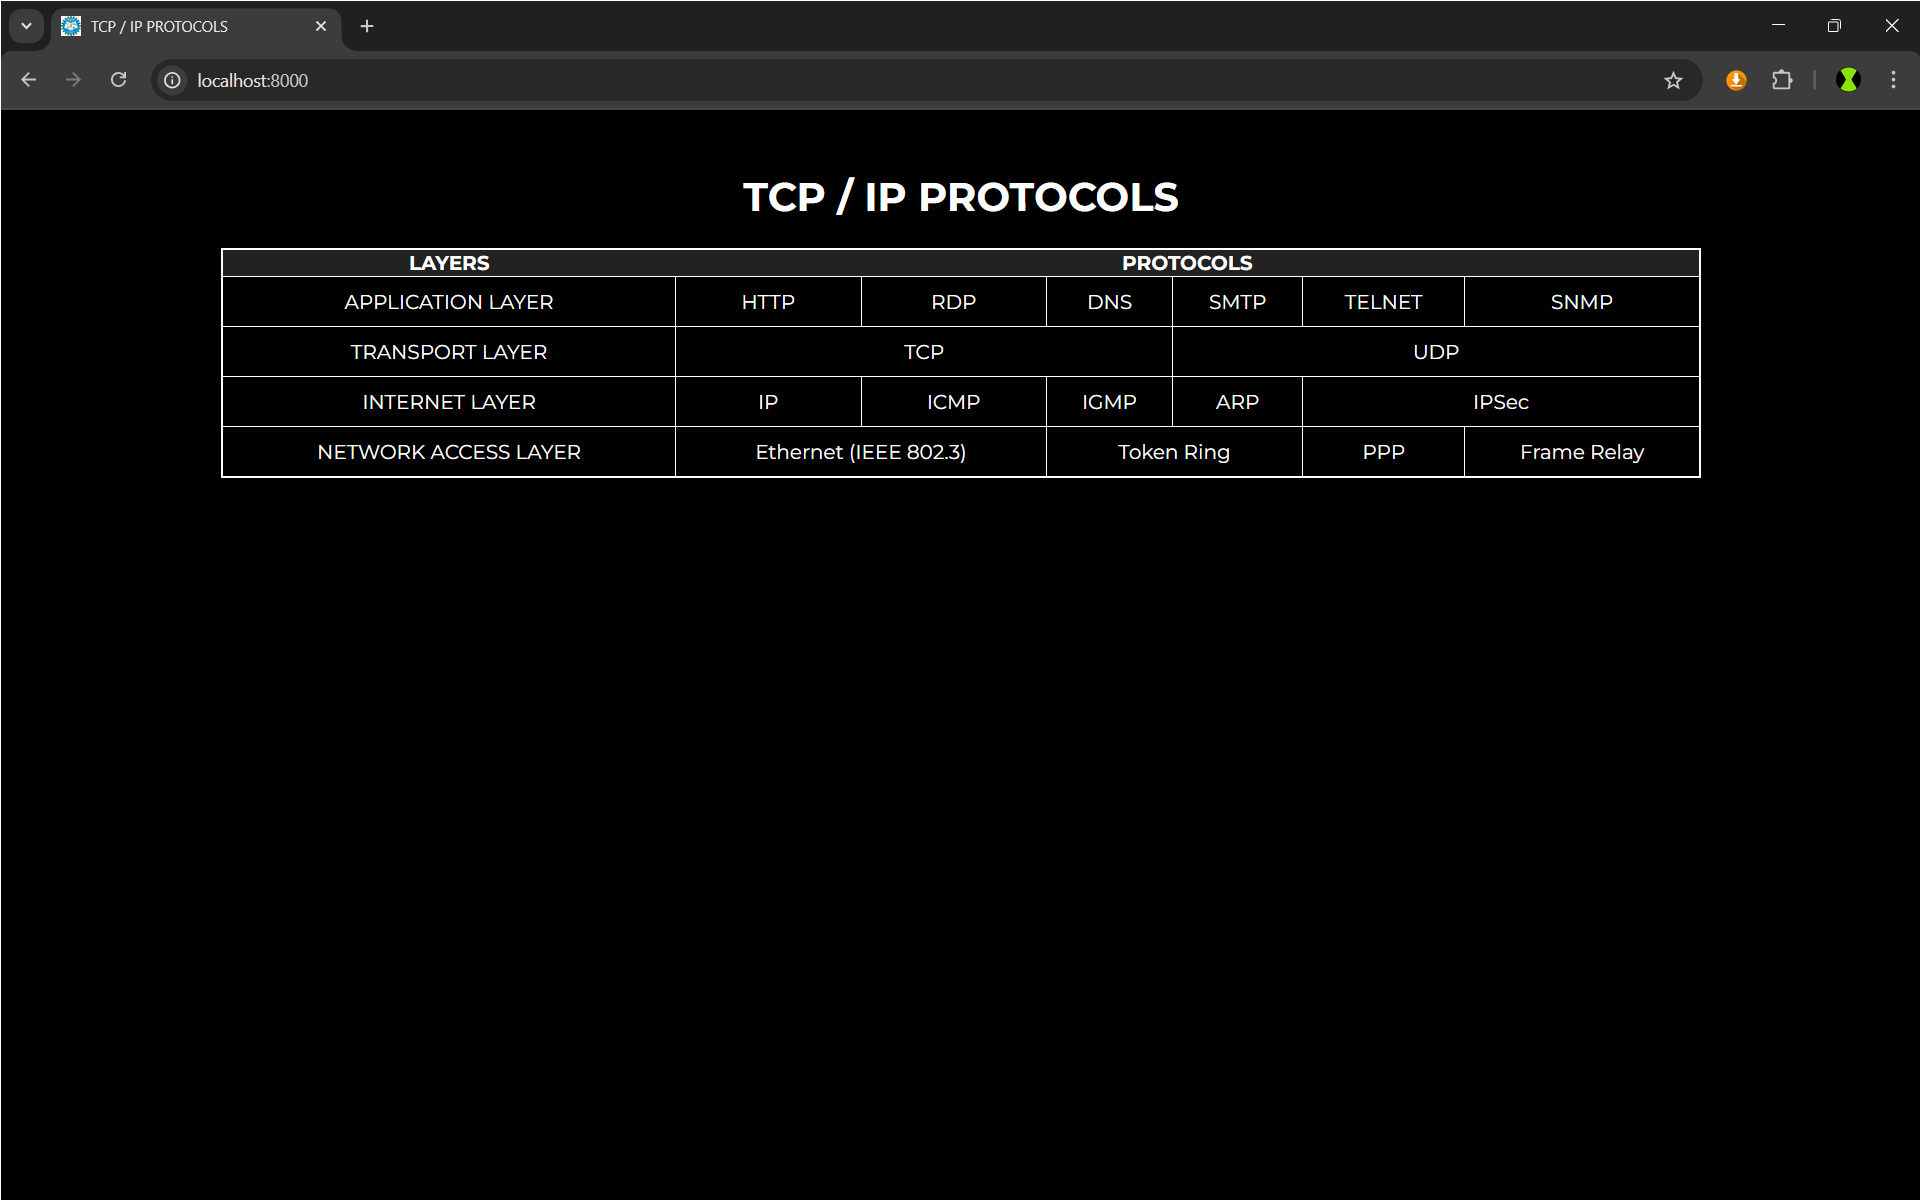 TCP / IP PROTOCOLS
localhost:8000
TCP / IP PROTOCOLS
LAYERS PROTOCOLS
APPLICATION LAYER HTTP RDP DNS SMTP TELNET SNMP
TRANSPORT LAYER TCP UDP
INTERNET LAYER IP ICMP IGMP ARP IPSec
NETWORK ACCESS LAYER Ethernet (IEEE 802.3) Token Ring PPP Frame Relay